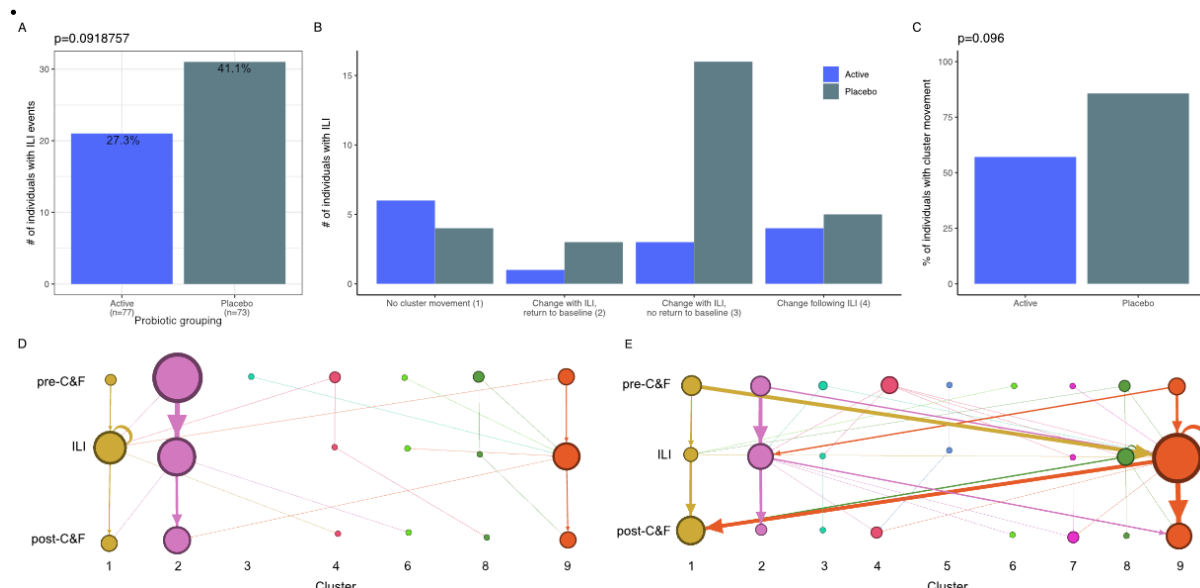 A
p=0.0918757
# of individuals with ILI events
30
20
10
0
27.3%
41.1%
Active
(n=77)
Placebo
(n=73)
Probiotic grouping
B
# of individuals with ILI
15
10
5
0
Active
Placebo
No cluster movement (1)
Change with ILI,
return to baseline (2)
Change with ILI,
no return to baseline (3)
Change following ILI (4)
C
p=0.096
% of individuals with cluster movement
100
75
50
25
0
Active
Placebo
D
pre-C&F
ILI
post-C&F
1 2 3 4 6 8 9
Cluster
E
pre-C&F
ILI
post-C&F
1 2 3 4 5 6 7 8 9
Cluster